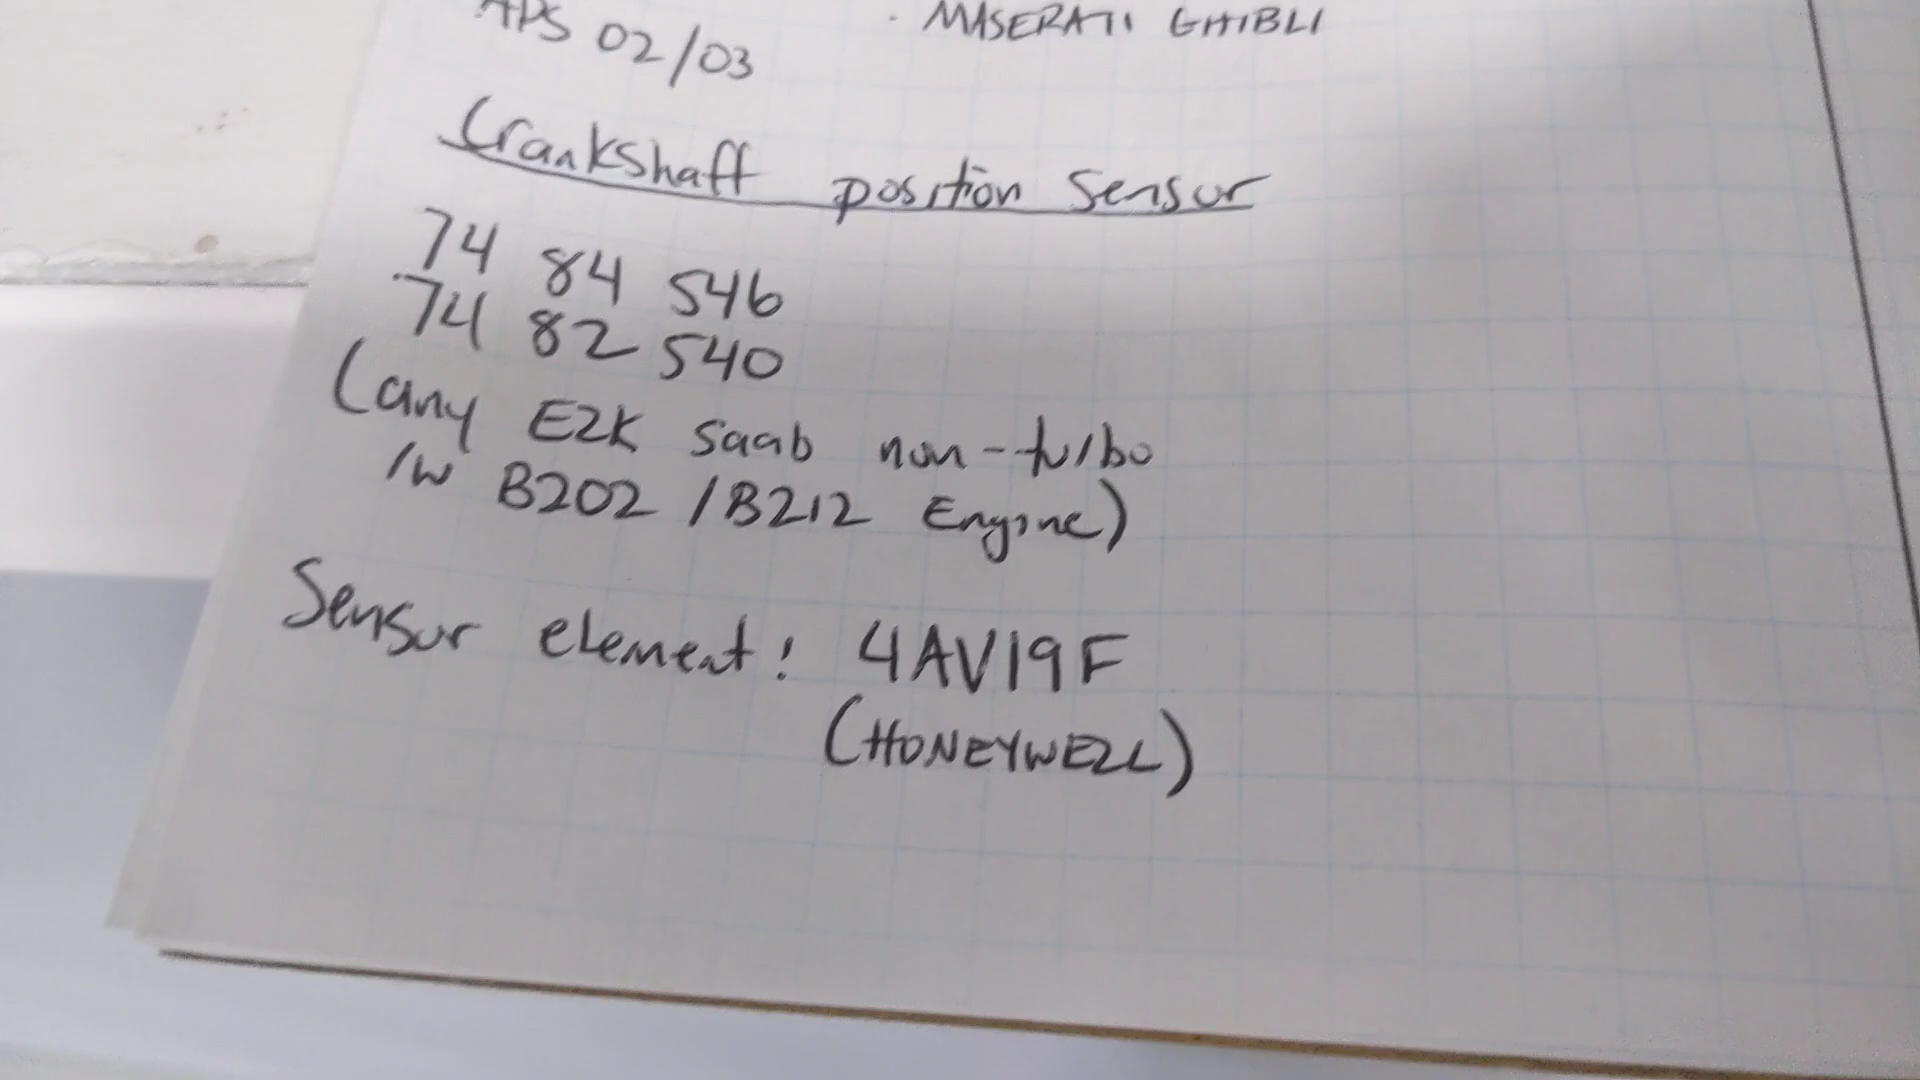 APS 02/03
· MASERATI GHIBLI
Crankshaft position Sensor
74 84 546
74 82 540
(any EZK Saab non-turbo
/w B202 /B212 Engine)
Sensor element: 4AV19F
(HONEYWELL)